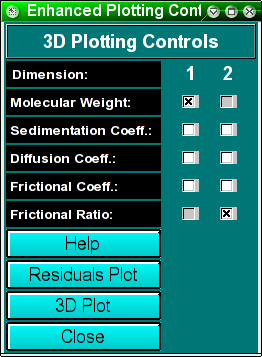 Enhanced Plotting Cont
3D Plotting Controls
Dimension: 1 2
Molecular Weight:
Sedimentation Coeff.:
Diffusion Coeff.:
Frictional Coeff.:
Frictional Ratio:
Help
Residuals Plot
3D Plot
Close